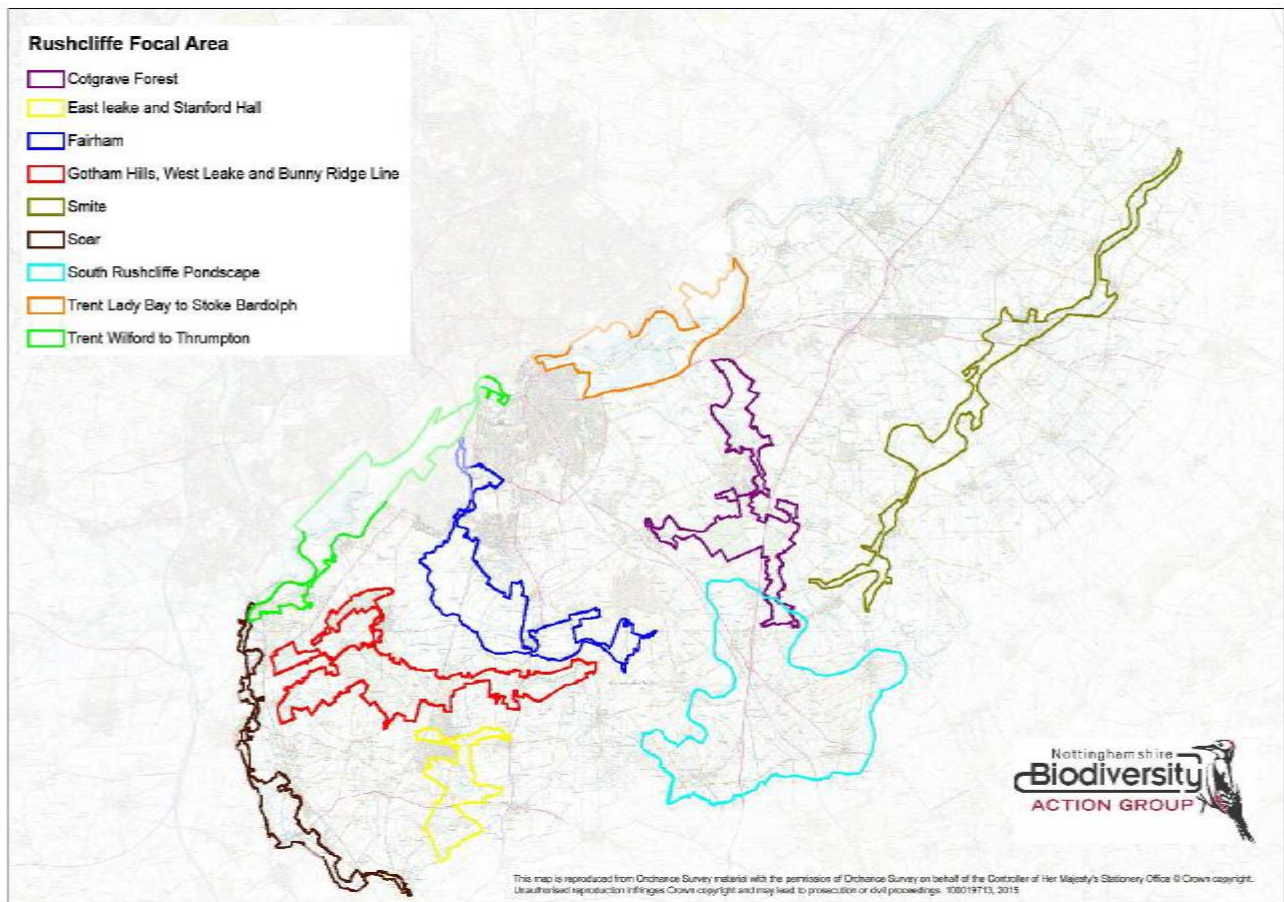 Rushcliffe Focal Area
Cotgrave Forest
East leake and Stanford Hall
Fairham
Gotham Hills, West Leake and Bunny Ridge Line
Smite
Soar
South Rushcliffe Pondscape
Trent Lady Bay to Stoke Bardolph
Trent Wilford to Thrumpton
Nottinghamshire
Biodiversity
ACTION GROUP
This map is reproduced from Ordnance Survey material with the permission of Ordnance Survey on behalf of the Controller of Her Majesty's Stationery Office © Crown copyright.
Unauthorised reproduction infringes Crown copyright and may lead to prosecution or civil proceedings. 100019713, 2015